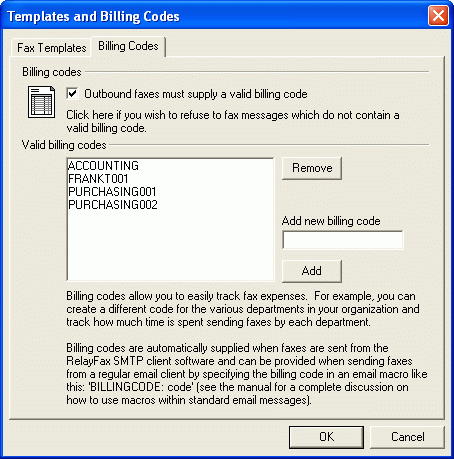 Templates and Billing Codes
Fax Templates
Billing Codes
Billing codes
Outbound faxes must supply a valid billing code
Click here if you wish to refuse to fax messages which do not contain a
valid billing code.
Valid billing codes
ACCOUNTING
FRANKT001
PURCHASING001
PURCHASING002
Remove
Add new billing code
Add
Billing codes allow you to easily track fax expenses.  For example, you can
create a different code for the various departments in your organization and
track how much time is spent sending faxes by each department.
Billing codes are automatically supplied when faxes are sent from the
RelayFax SMTP client software and can be provided when sending faxes
from a regular email client by specifying the billing code in an email macro like
this: 'BILLINGCODE: code' (see the manual for a complete discussion on
how to use macros within standard email messages).
OK
Cancel